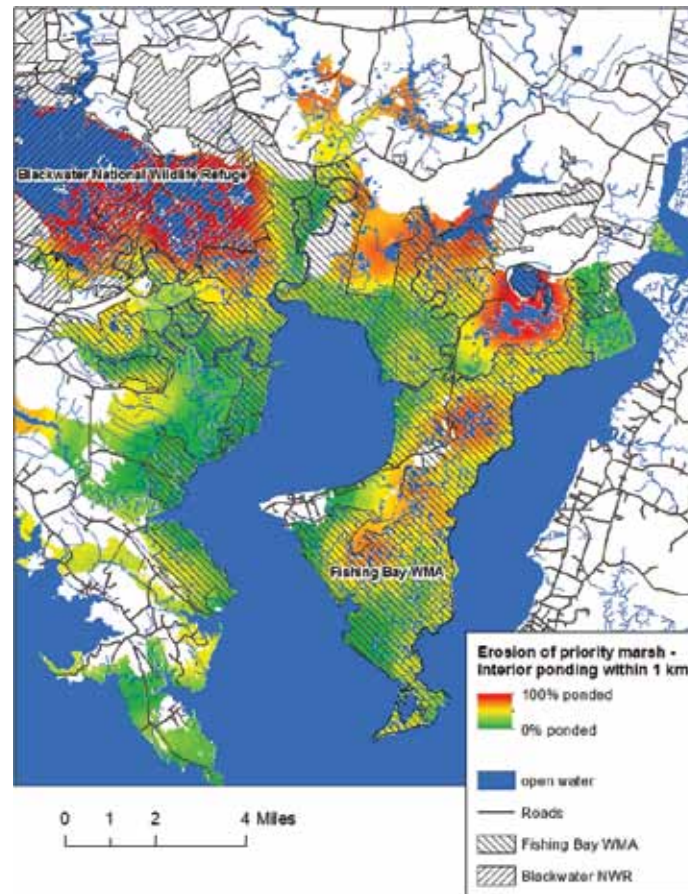 Blackwater National Wildlife Refuge
Fishing Bay WMA
Erosion of priority marsh -
Interior ponding within 1 km
100% ponded
0% ponded
open water
Roads
Fishing Bay WMA
Blackwater NWR
0 1 2 4 Miles